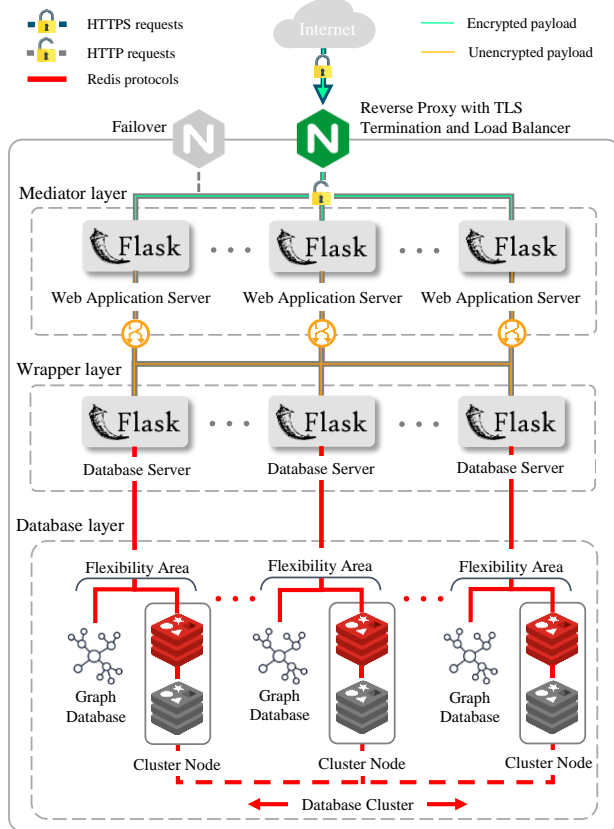 HTTPS requests
HTTP requests
Redis protocols
Internet
Encrypted payload
Unencrypted payload
Failover
N
N
Reverse Proxy with TLS
Termination and Load Balancer
Mediator layer
Flask
Flask
Flask
Web Application Server
Web Application Server
Web Application Server
Wrapper layer
Flask
Flask
Flask
Database Server
Database Server
Database Server
Database layer
Flexibility Area
Flexibility Area
Flexibility Area
Graph
Database
Graph
Database
Graph
Database
Cluster Node
Cluster Node
Cluster Node
Database Cluster